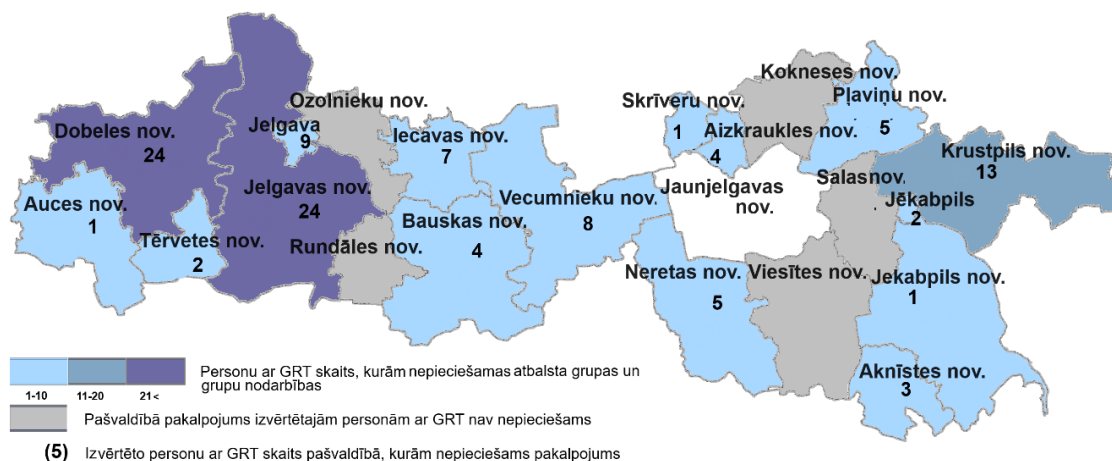 Kokneses nov.
Ozolnieku nov.
Skrīveru nov.
Pļaviņu nov.
Dobeles nov.
24
Jelgava
9
Iecavas nov.
7
1
Aizkraukles nov.
4
5
Krustpils nov.
13
Jelgavas nov.
24
Jaunjelgavas
nov.
Salasnov.
Auces nov.
1
Vecumnieku nov.
8
Jēkabpils
2
Bauskas nov.
4
Tērvetes nov.
2
Rundāles nov.
Neretas nov.
5
Viesītes nov.
Jekabpils nov.
1
Aknīstes nov.
3
Personu ar GRT skaits, kurām nepieciešamas atbalsta grupas un
grupu nodarbības
1-10 11-20 21 <
Pašvaldībā pakalpojums izvērtētajām personām ar GRT nav nepieciešams
(5) Izvērtēto personu ar GRT skaits pašvaldībā, kurām nepieciešams pakalpojums